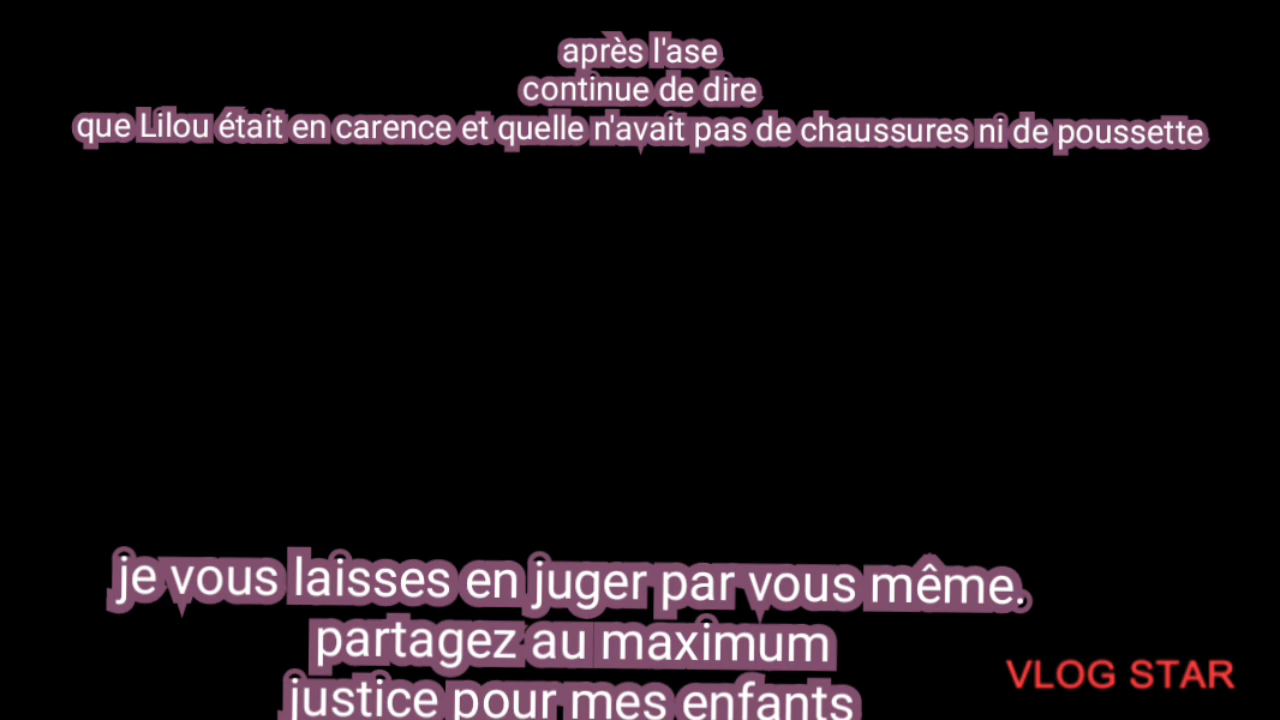 après l'ase
continue de dire
que Lilou était en carence et quelle n'avait pas de chaussures ni de poussette
je vous laisses en juger par vous même.
partagez au maximum
justice pour mes enfants
VLOG STAR